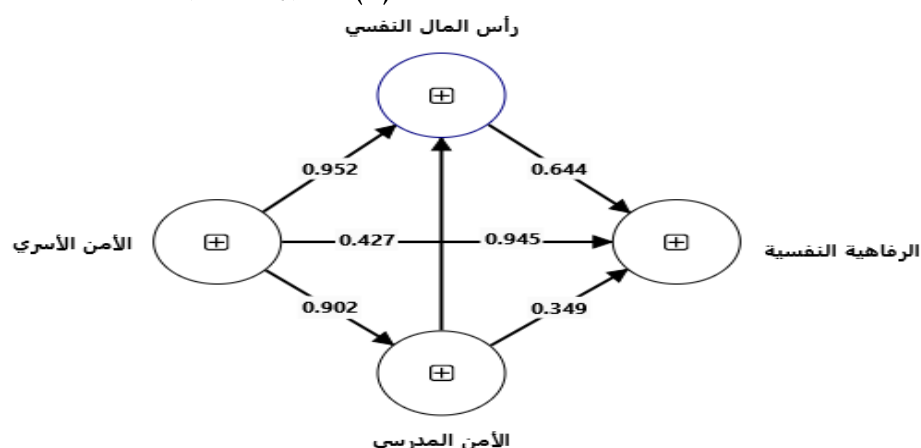 رأس المال النفسي
0.952
0.644
الأمن الأسري
0.427
0.945
الرفاهية النفسية
0.902
0.349
الأمن المدرسي